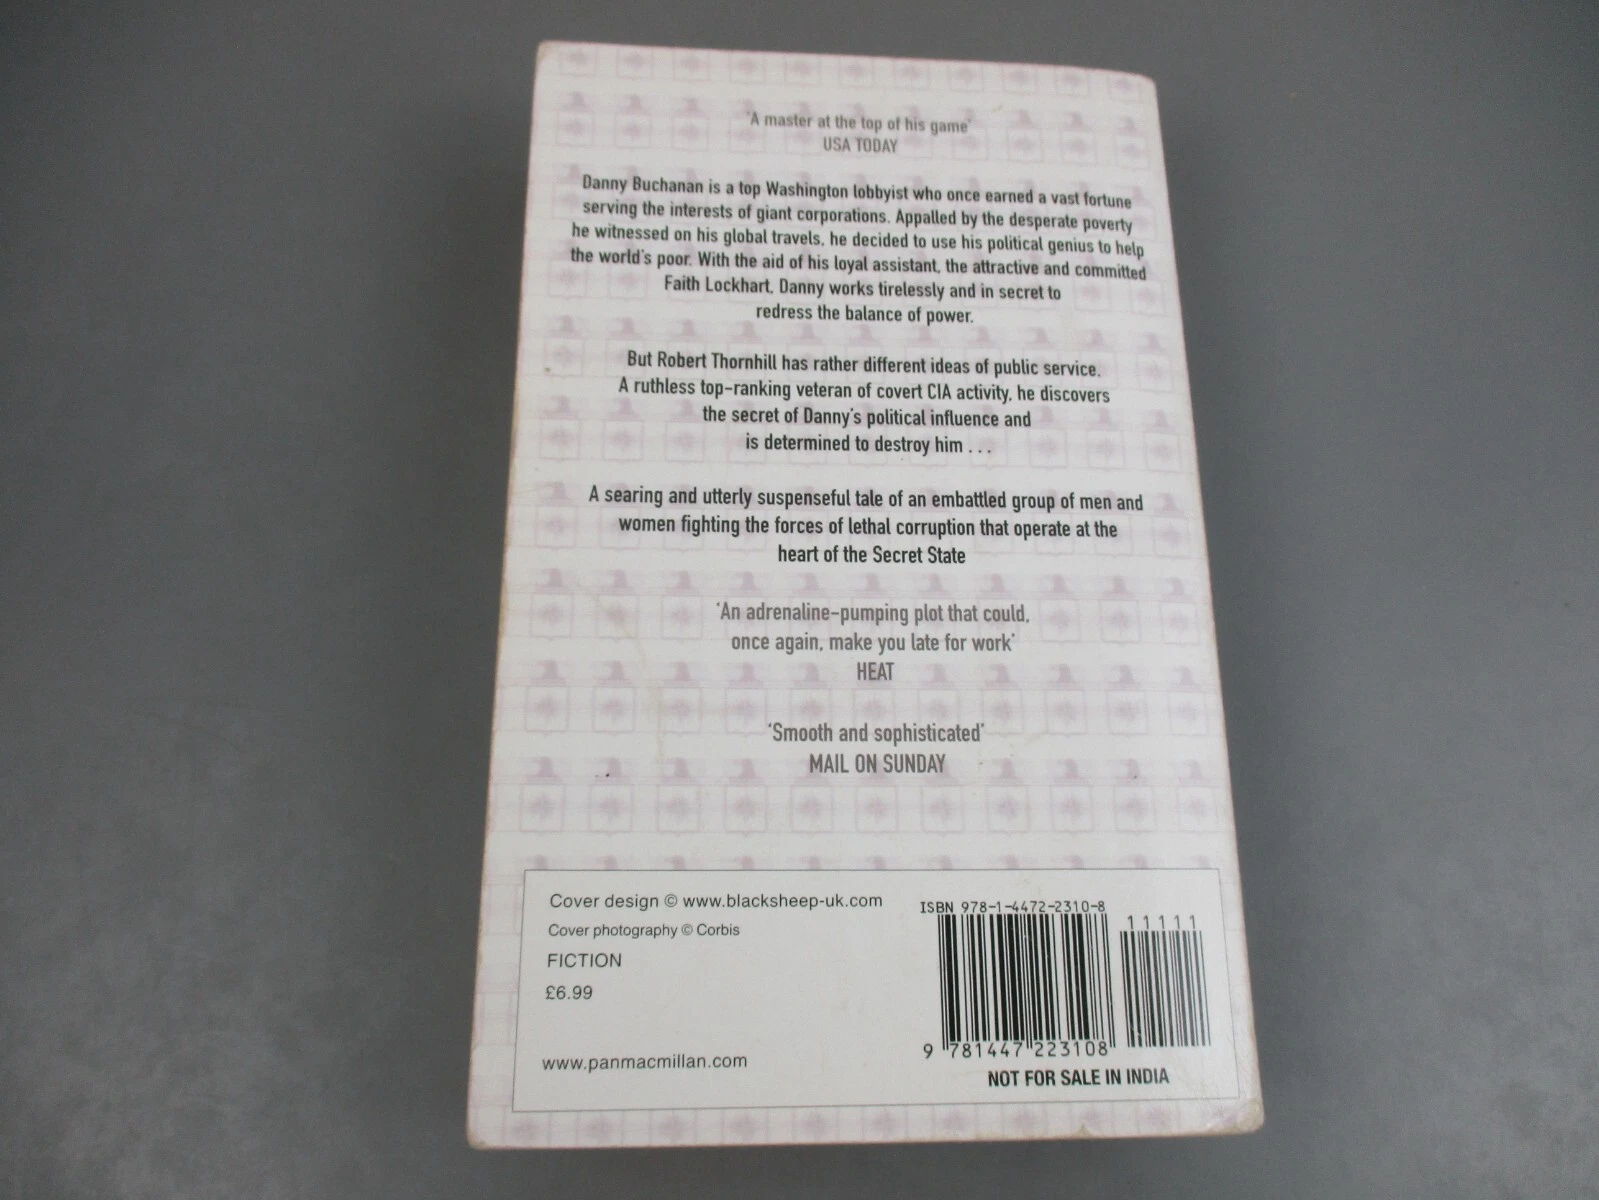 'A master at the top of his game'
USA TODAY
Danny Buchanan is a top Washington lobbyist who once earned a vast fortune
serving the interests of giant corporations. Appalled by the desperate poverty
he witnessed on his global travels, he decided to use his political genius to help
the world's poor. With the aid of his loyal assistant, the attractive and committed
Faith Lockhart, Danny works tirelessly and in secret to
redress the balance of power.
But Robert Thornhill has rather different ideas of public service.
A ruthless top-ranking veteran of covert CIA activity, he discovers
the secret of Danny's political influence and
is determined to destroy him . . .
A searing and utterly suspenseful tale of an embattled group of men and
women fighting the forces of lethal corruption that operate at the
heart of the Secret State
'An adrenaline-pumping plot that could,
once again, make you late for work'
HEAT
'Smooth and sophisticated'
MAIL ON SUNDAY
Cover design © www.blacksheep-uk.com
Cover photography © Corbis
FICTION
£6.99
www.panmacmillan.com
ISBN 978-1-4472-2310-8
1 1 1 1 1
9 781447 223108
NOT FOR SALE IN INDIA